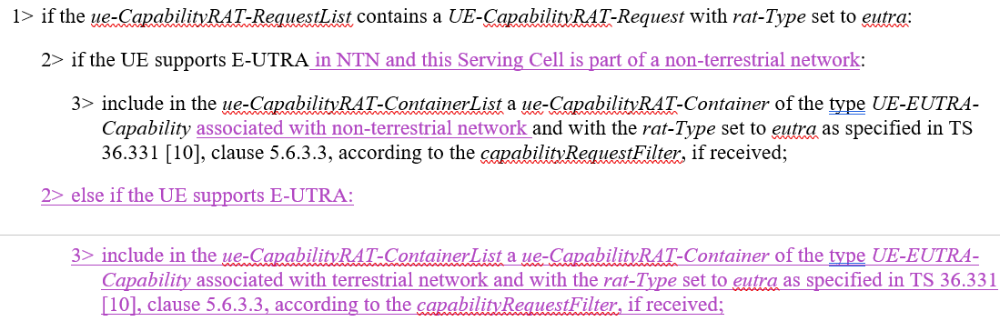 1> if the ue-CapabilityRAT-RequestList contains a UE-CapabilityRAT-Request with rat-Type set to eutra:
2> if the UE supports E-UTRA in NTN and this Serving Cell is part of a non-terrestrial network:
3> include in the ue-CapabilityRAT-ContainerList a ue-CapabilityRAT-Container of the type UE-EUTRA-
Capability associated with non-terrestrial network and with the rat-Type set to eutra as specified in TS
36.331 [10], clause 5.6.3.3, according to the capabilityRequestFilter, if received;
2> else if the UE supports E-UTRA:
3> include in the ue-CapabilityRAT-ContainerList a ue-CapabilityRAT-Container of the type UE-EUTRA-
Capability associated with terrestrial network and with the rat-Type set to eutra as specified in TS 36.331
[10], clause 5.6.3.3, according to the capabilityRequestFilter, if received;